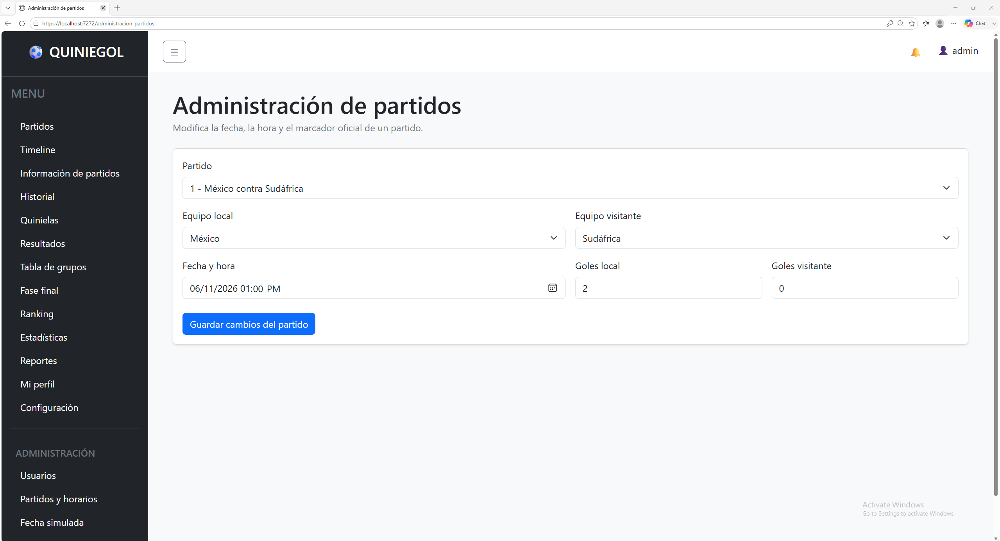 Administración de partidos
https://localhost:7272/administracion-partidos
Chat
QUINIEGOL
admin
MENU
Partidos
Timeline
Información de partidos
Historial
Quinielas
Resultados
Tabla de grupos
Fase final
Ranking
Estadísticas
Reportes
Mi perfil
Configuración
ADMINISTRACIÓN
Usuarios
Partidos y horarios
Fecha simulada
Administración de partidos
Modifica la fecha, la hora y el marcador oficial de un partido.
Partido
1 - México contra Sudáfrica
Equipo local
Equipo visitante
México
Sudáfrica
Fecha y hora
Goles local
Goles visitante
06/11/2026 01:00 PM
2
0
Guardar cambios del partido
Activate Windows
Go to Settings to activate Windows.